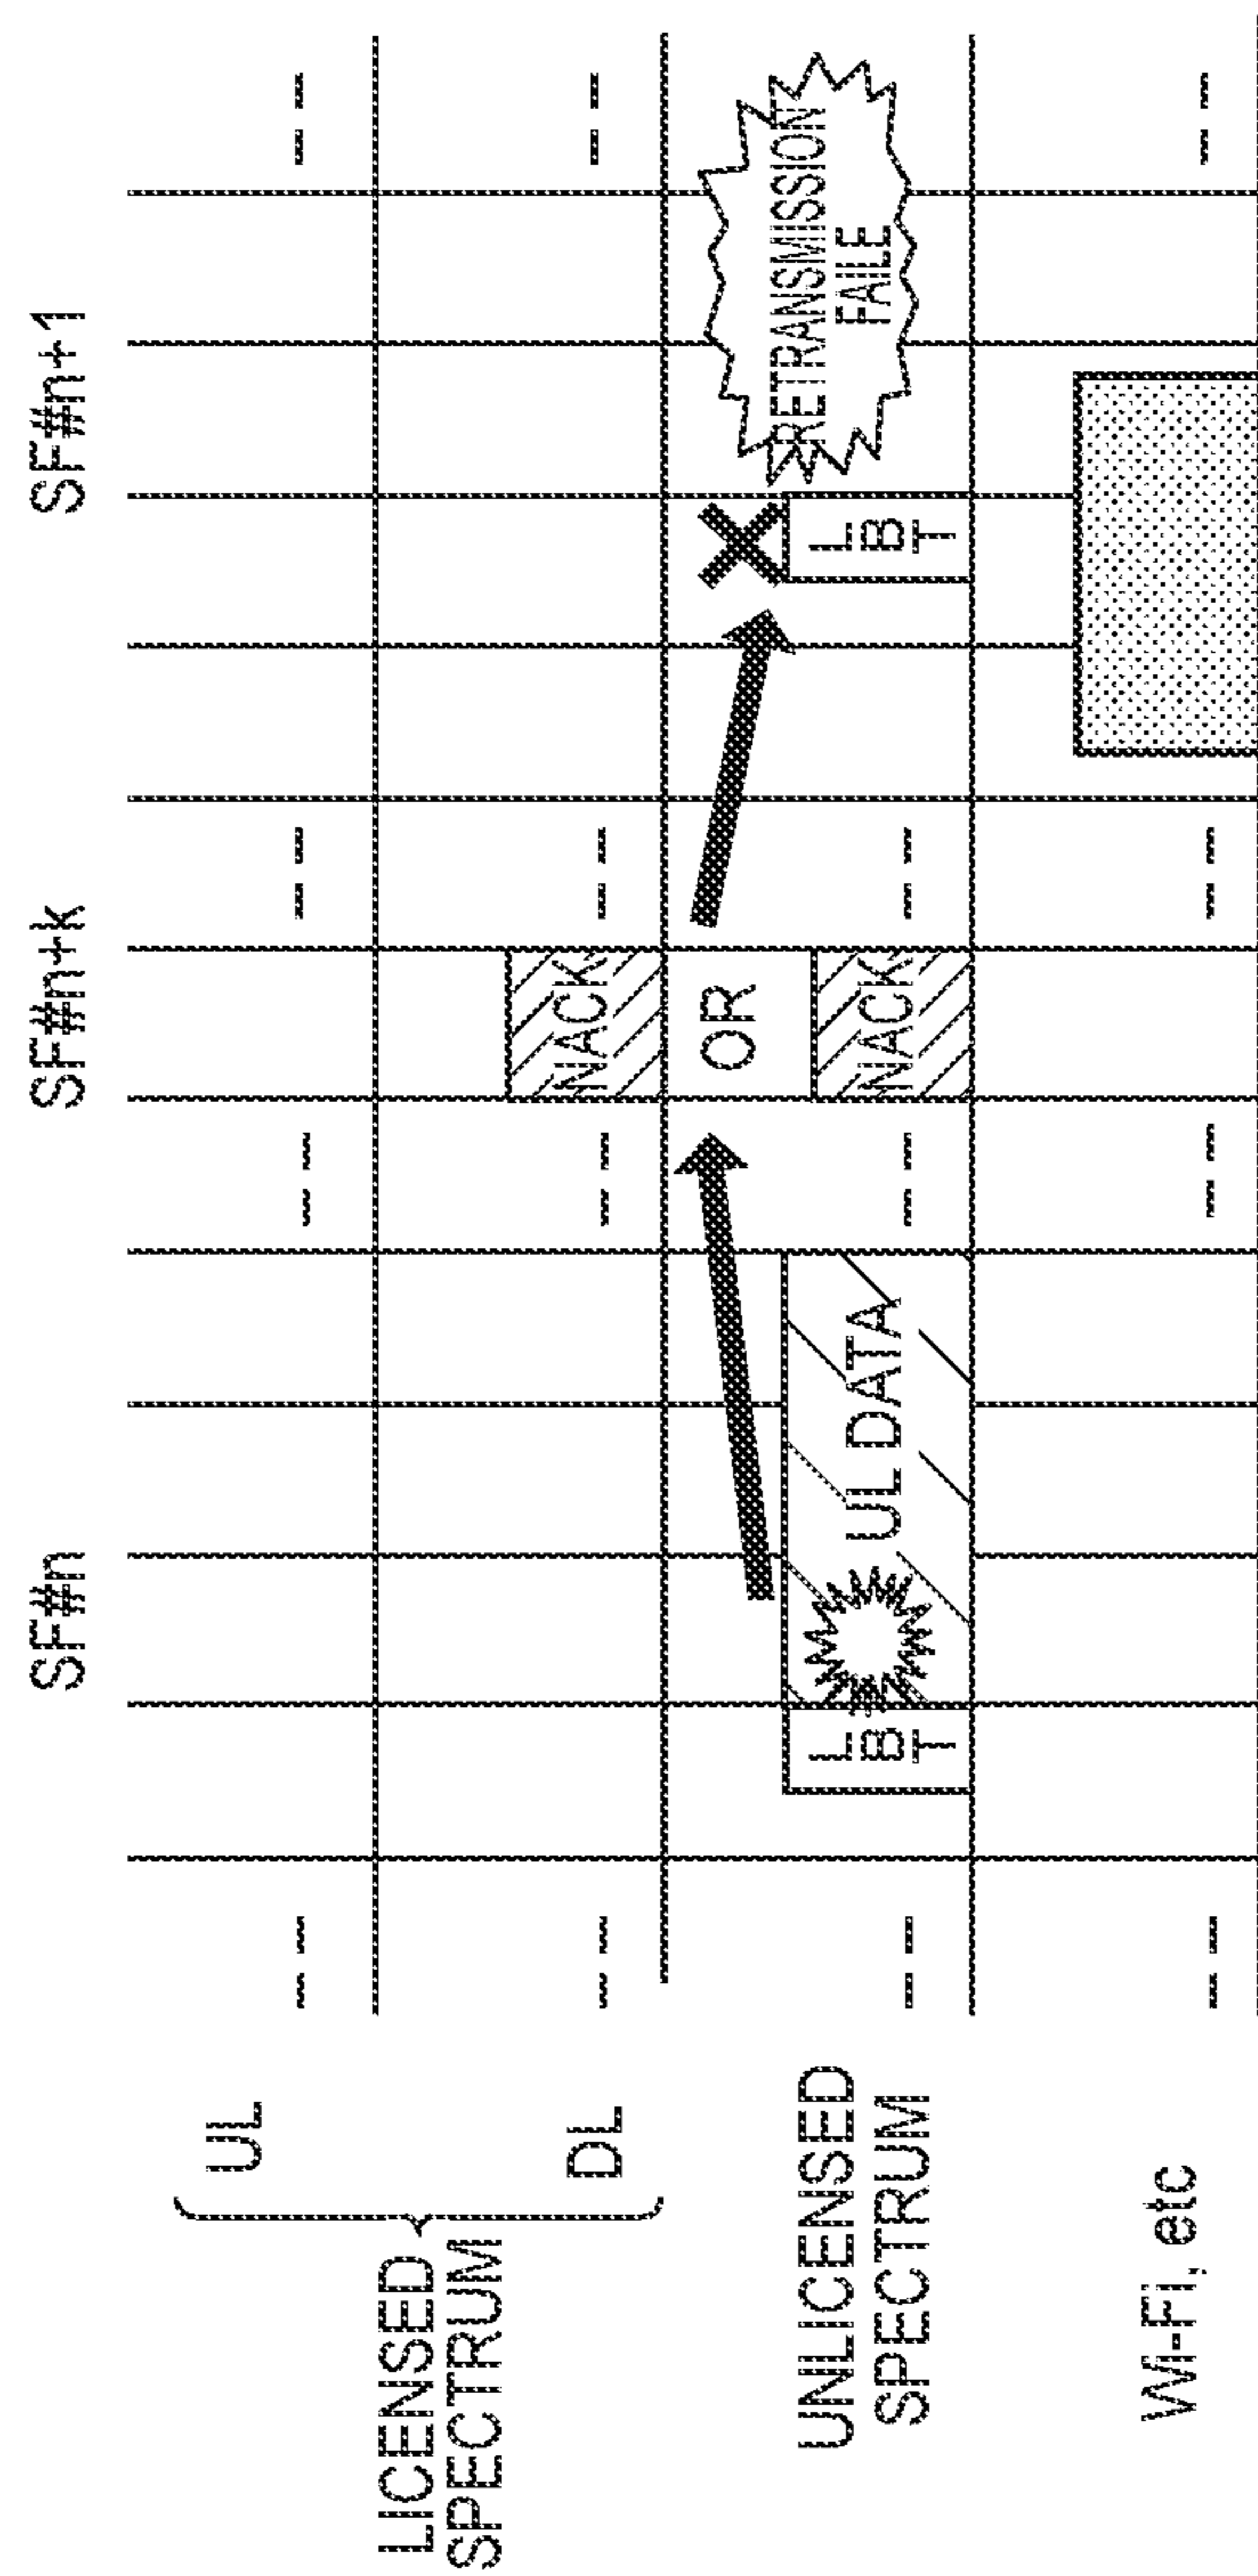 SF#n
SF#n+k
SF#n+1
LICENSED
SPECTRUM
UL
DL
NACK
UNLICENSED
SPECTRUM
LBT
UL DATA
OR
NACK
LBT
RETRANSMISSION
FAILE
Wi-Fi, etc